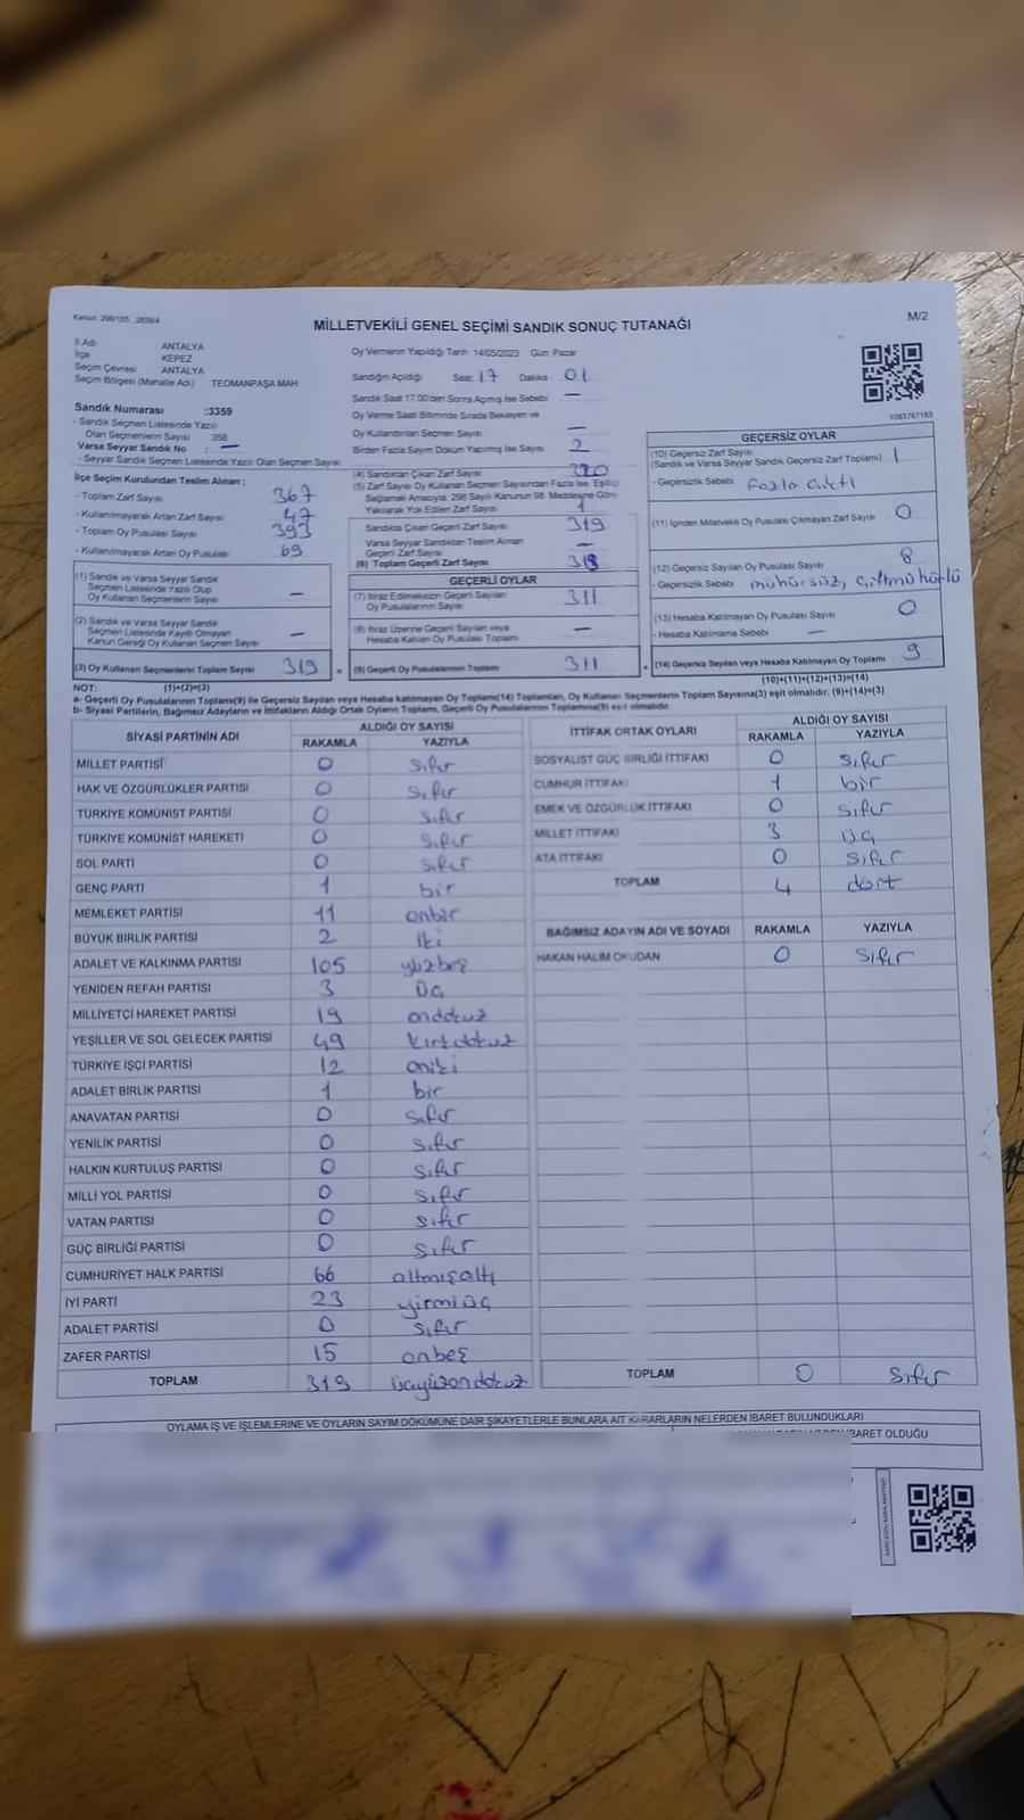 MİLLETVEKİLİ GENEL SEÇİMİ SANDIK SONUÇ TUTANAĞI
M/2
İl Adı ANTALYA
İlçe KEPEZ
Seçim Çevresi ANTALYA
Seçim Bölgesi (Mahalle Adı) TEOMANPAŞA MAH
Sandık Numarası :3359
- Sandık Seçmen Listesinde Yazılı
Olan Seçmenlerin Sayısı 358
Varsa Seyyar Sandık No : —
- Seyyar Sandık Seçmen Listesinde Yazılı Olan Seçmen Sayısı
İlçe Seçim Kurulundan Teslim Alınan ;
- Toplam Zarf Sayısı 367
- Kullanılmayarak Artan Zarf Sayısı 47
- Toplam Oy Pusulası Sayısı 393
- Kullanılmayarak Artan Oy Pusulası 69
(1) Sandık ve Varsa Seyyar Sandık
Seçmen Listesinde Yazılı Olup
Oy Kullanan Seçmenlerin Sayısı —
(2) Sandık ve Varsa Seyyar Sandık
Seçmen Listesinde Kayıtlı Olmayan
Kanun Gereği Oy Kullanan Seçmen Sayısı —
(3) Oy Kullanan Seçmenlerin Toplam Sayısı 319
Oy Vermenin Yapıldığı Tarih 14/05/2023 Gün Pazar
Sandığın Açıldığı Saat 17 Dakika 01
Sandık Saat 17.00'den Sonra Açılmış İse Sebebi —
Oy Verme Saati Bitiminde Sırada Bekleyen ve
Oy Kullandırılan Seçmen Sayısı —
Birden Fazla Sayım Döküm Yapılmış İse Sayısı 2
(4) Sandıktan Çıkan Zarf Sayısı 320
(5) Zarf Sayısı Oy Kullanan Seçmen Sayısından Fazla İse, Eşitliği
Sağlamak Amacıyla, 298 Sayılı Kanunun 98. Maddesine Göre
Yakılarak Yok Edilen Zarf Sayısı 1
Sandıkta Çıkan Geçerli Zarf Sayısı 319
Varsa Seyyar Sandıktan Teslim Alınan
Geçerli Zarf Sayısı —
(6) Toplam Geçerli Zarf Sayısı
GEÇERLİ OYLAR
(7) İtiraz Edilmeksizin Geçerli Sayılan
Oy Pusulalarının Sayısı 311
(8) İtiraz Üzerine Geçerli Sayılan veya
Hesaba Katılan Oy Pusulaları Toplamı —
= (9) Geçerli Oy Pusulalarının Toplamı 311
GEÇERSİZ OYLAR
(10) Geçersiz Zarf Sayısı
(Sandık ve Varsa Seyyar Sandık Geçersiz Zarf Toplamı) 1
- Geçersizlik Sebebi fazla çıktı
(11) İçinden Milletvekili Oy Pusulası Çıkmayan Zarf Sayısı 0
(12) Geçersiz Sayılan Oy Pusulası Sayısı 8
- Geçersizlik Sebebi mühürsüz, çiftmühürlü
(13) Hesaba Katılmayan Oy Pusulası Sayısı 0
- Hesaba Katılmama Sebebi —
+ (14) Geçersiz Sayılan veya Hesaba Katılmayan Oy Toplamı 9
(10)+(11)+(12)+(13)=(14)
NOT: (1)+(2)=(3)
a- Geçerli Oy Pusulalarının Toplamı(9) ile Geçersiz Sayılan veya Hesaba katılmayan Oy Toplamı(14) Toplamları, Oy Kullanan Seçmenlerin Toplam Sayısına(3) eşit olmalıdır. (9)+(14)=(3)
b- Siyasi Partilerin, Bağımsız Adayların ve İttifakların Aldığı Ortak Oyların Toplamı, Geçerli Oy Pusulalarının Toplamına(9) eşit olmalıdır.
SİYASİ PARTİNİN ADI ALDIĞI OY SAYISI
RAKAMLA YAZIYLA
MİLLET PARTİSİ 0 sıfır
HAK VE ÖZGÜRLÜKLER PARTİSİ 0 sıfır
TÜRKİYE KOMÜNİST PARTİSİ 0 sıfır
TÜRKİYE KOMÜNİST HAREKETİ 0 sıfır
SOL PARTİ 0 sıfır
GENÇ PARTİ 1 bir
MEMLEKET PARTİSİ 11 onbir
BÜYÜK BİRLİK PARTİSİ 2 iki
ADALET VE KALKINMA PARTİSİ 105 yüzbeş
YENİDEN REFAH PARTİSİ 3 üç
MİLLİYETÇİ HAREKET PARTİSİ 19 ondokuz
YEŞİLLER VE SOL GELECEK PARTİSİ 49 kırkdokuz
TÜRKİYE İŞÇİ PARTİSİ 12 oniki
ADALET BİRLİK PARTİSİ 1 bir
ANAVATAN PARTİSİ 0 sıfır
YENİLİK PARTİSİ 0 sıfır
HALKIN KURTULUŞ PARTİSİ 0 sıfır
MİLLİ YOL PARTİSİ 0 sıfır
VATAN PARTİSİ 0 sıfır
GÜÇ BİRLİĞİ PARTİSİ 0 sıfır
CUMHURİYET HALK PARTİSİ 66 altmışaltı
İYİ PARTİ 23 yirmiüç
ADALET PARTİSİ 0 sıfır
ZAFER PARTİSİ 15 onbeş
TOPLAM 319 üçyüzondokuz
İTTİFAK ORTAK OYLARI ALDIĞI OY SAYISI
RAKAMLA YAZIYLA
SOSYALİST GÜÇ BİRLİĞİ İTTİFAKI 0 sıfır
CUMHUR İTTİFAKI 1 bir
EMEK VE ÖZGÜRLÜK İTTİFAKI 0 sıfır
MİLLET İTTİFAKI 3 üç
ATA İTTİFAKI 0 sıfır
TOPLAM 4 dört
BAĞIMSIZ ADAYIN ADI VE SOYADI RAKAMLA YAZIYLA
HAKAN HALİM OKUDAN 0 sıfır
TOPLAM 0 sıfır
OYLAMA İŞ VE İŞLEMLERİNE VE OYLARIN SAYIM DÖKÜMÜNE DAİR ŞİKAYETLERLE BUNLARA AİT KARARLARIN NELERDEN İBARET BULUNDUKLARI
İBARET OLDUĞU